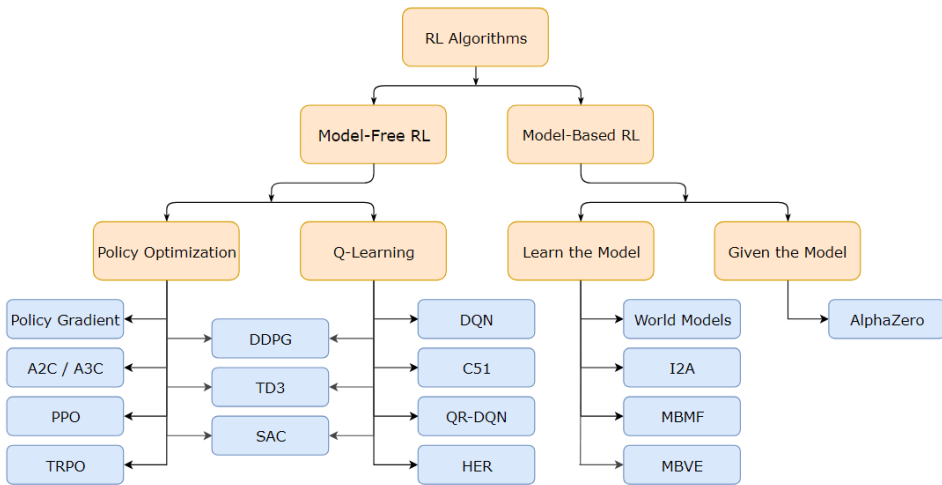 RL Algorithms
Model-Free RL
Model-Based RL
Policy Optimization
Q-Learning
Learn the Model
Given the Model
Policy Gradient
DDPG
DQN
World Models
AlphaZero
A2C / A3C
TD3
C51
I2A
PPO
SAC
QR-DQN
MBMF
TRPO
HER
MBVE